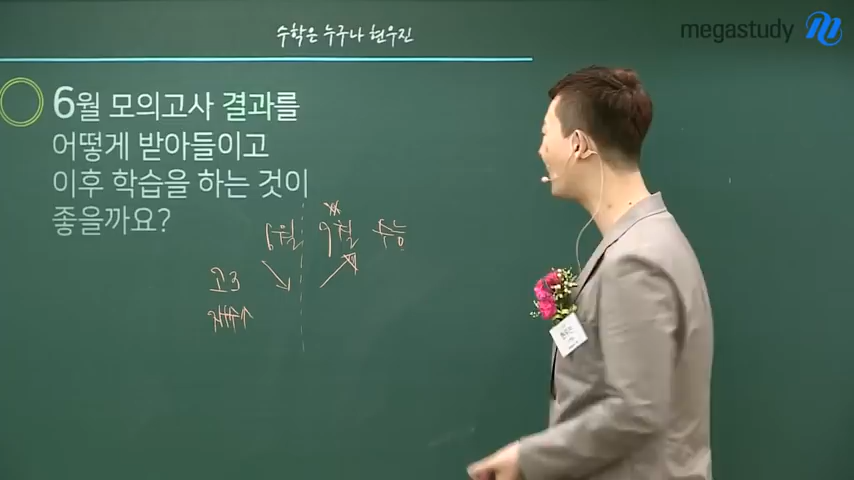 수학은 누구나 현우진
megastudy
6월 모의고사 결과를
어떻게 받아들이고
이후 학습을 하는 것이
좋을까요?
6월 9월 수능
고3